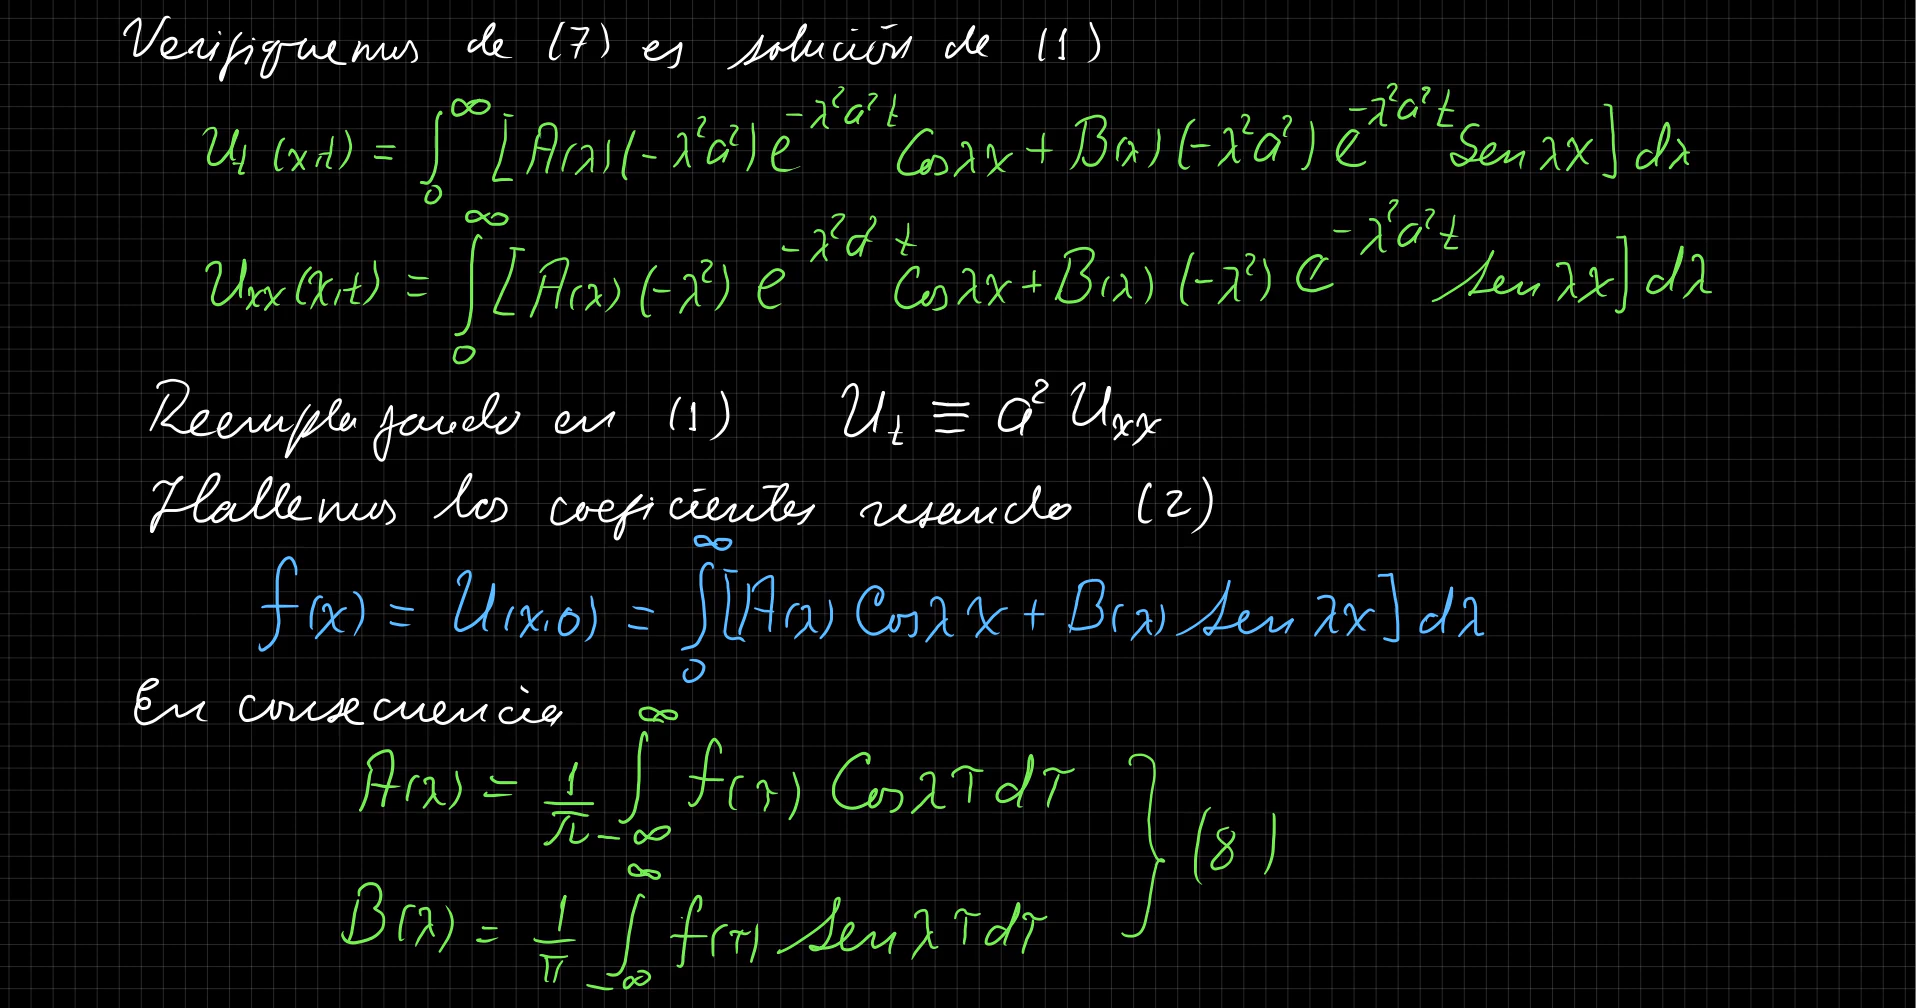 Verifiquemos de (7) es solución de (1)
U_t (x,t) = ∫_0^∞ [A(λ)(-λ²a²) e^{-λ²a²t} Cos λx + B(λ)(-λ²a²) e^{-λ²a²t} Sen λx] dλ
U_xx (x,t) = ∫_0^∞ [A(λ)(-λ²) e^{-λ²a²t} Cos λx + B(λ)(-λ²) e^{-λ²a²t} Sen λx] dλ
Reemplazando en (1) U_t ≡ a² U_xx
Hallemos los coeficientes usando (2)
f(x) = U(x,0) = ∫_0^∞ [A(λ) Cos λx + B(λ) Sen λx] dλ
En consecuencia
A(λ) = 1/π ∫_{-∞}^∞ f(τ) Cos λτ dτ
B(λ) = 1/π ∫_{-∞}^∞ f(τ) Sen λτ dτ
} (8)